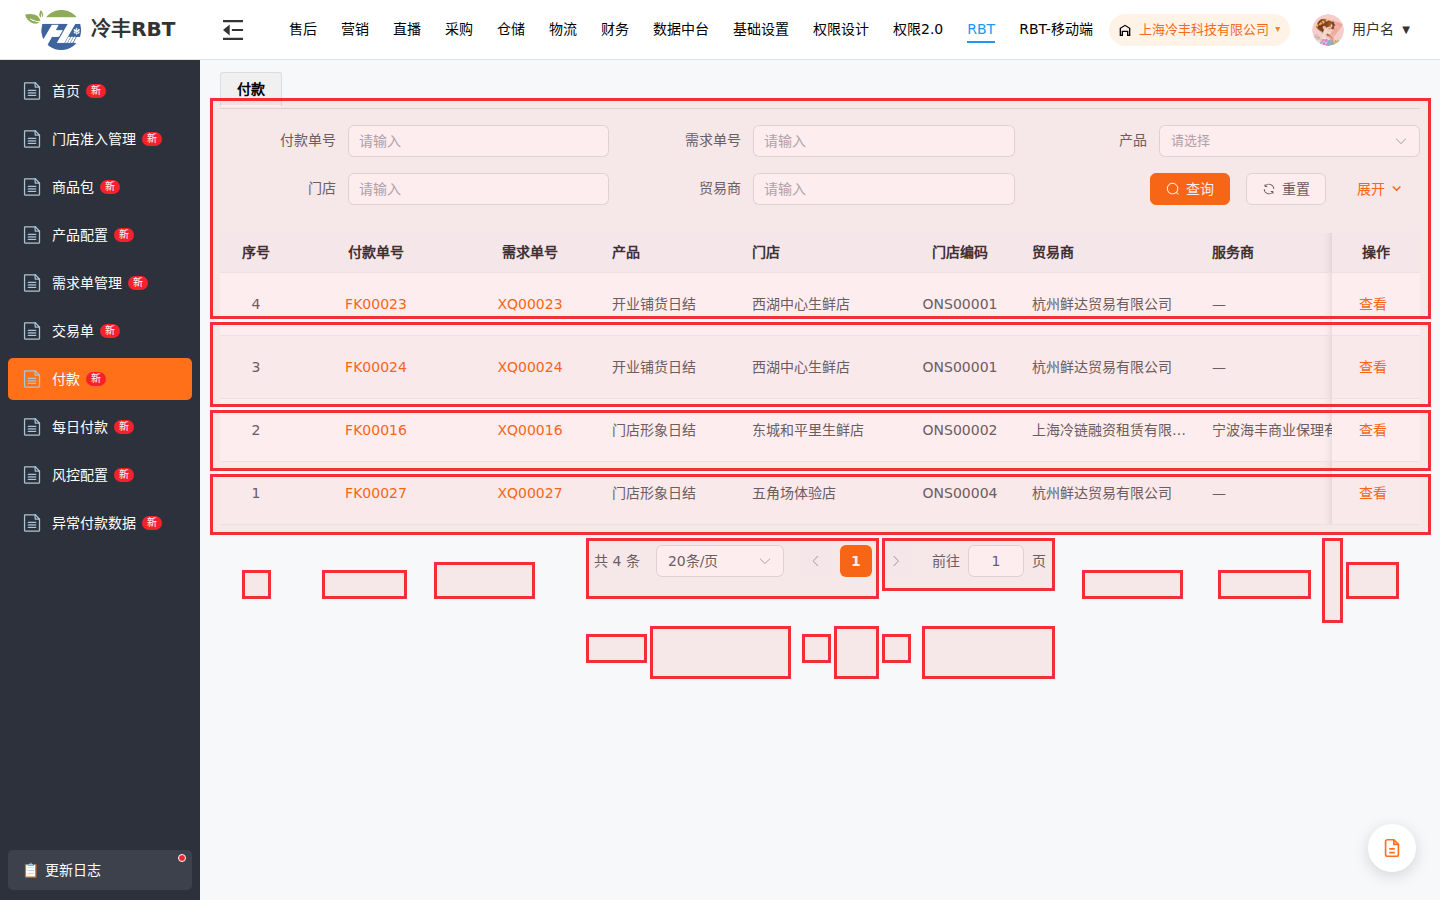 冷丰RBT 售后 营销 直播 采购 仓储 物流 财务 数据中台 基础设置 权限设计 权限2.0 RBT RBT-移动端 上海冷丰科技有限公司 ▾ 用户名 ▼
首页 新
门店准入管理 新
商品包 新
产品配置 新
需求单管理 新
交易单 新
付款 新
每日付款 新
风控配置 新
异常付款数据 新
更新日志
付款
付款单号 请输入 需求单号 请输入 产品 请选择
门店 请输入 贸易商 请输入 查询 重置 展开
序号 付款单号 需求单号 产品 门店 门店编码 贸易商 服务商 操作
4 FK00023 XQ00023 开业铺货日结 西湖中心生鲜店 ONS00001 杭州鲜达贸易有限公司 — 查看
3 FK00024 XQ00024 开业铺货日结 西湖中心生鲜店 ONS00001 杭州鲜达贸易有限公司 — 查看
2 FK00016 XQ00016 门店形象日结 东城和平里生鲜店 ONS00002 上海冷链融资租赁有限… 宁波海丰商业保理有 查看
1 FK00027 XQ00027 门店形象日结 五角场体验店 ONS00004 杭州鲜达贸易有限公司 — 查看
共 4 条 20条/页 1 前往 1 页